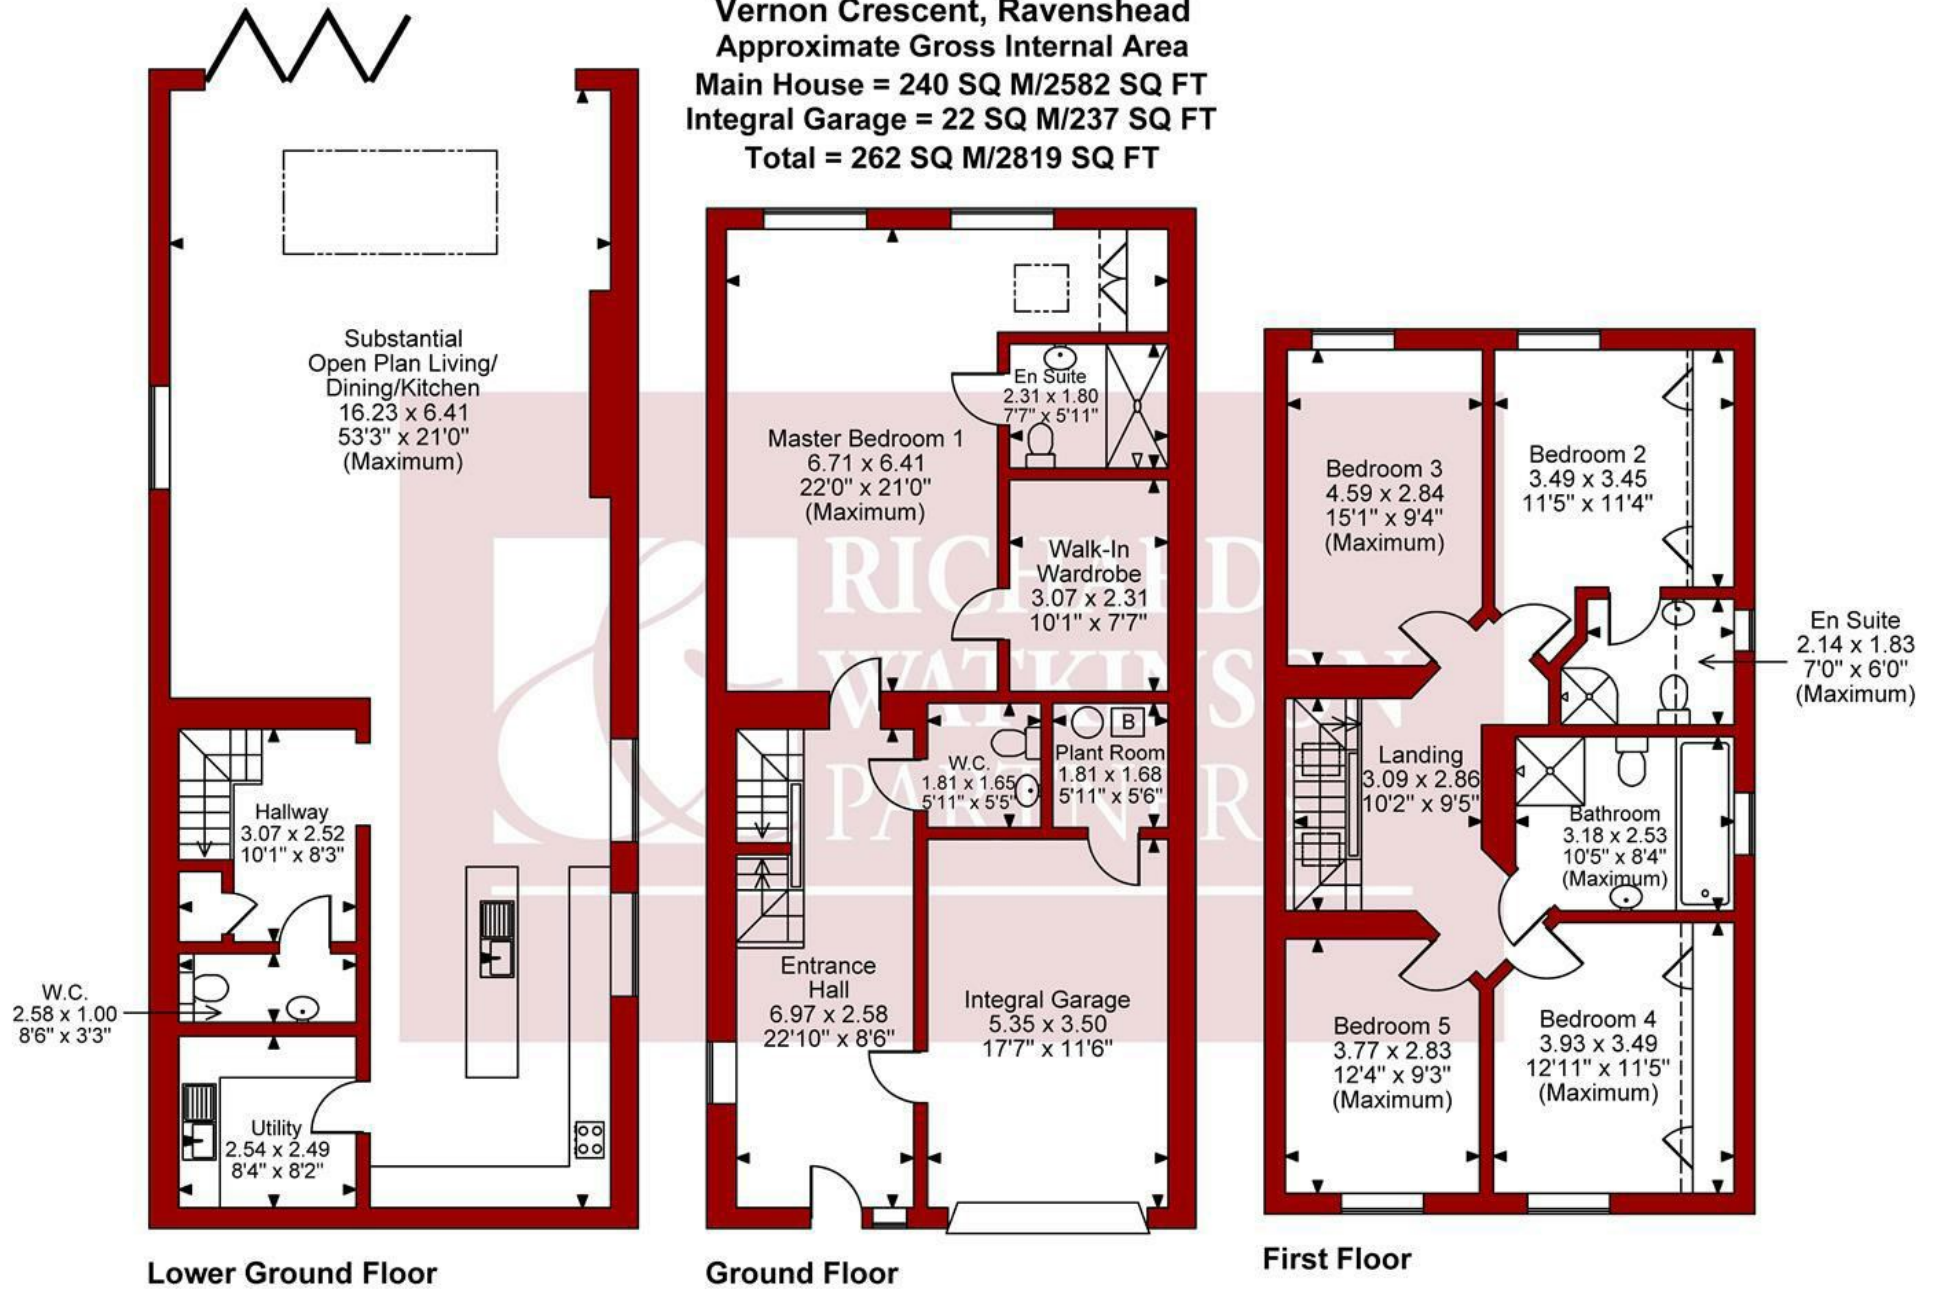 Vernon Crescent, Ravenshead
Approximate Gross Internal Area
Main House = 240 SQ M/2582 SQ FT
Integral Garage = 22 SQ M/237 SQ FT
Total = 262 SQ M/2819 SQ FT
Substantial
Open Plan Living/
Dining/Kitchen
16.23 x 6.41
53'3" x 21'0"
(Maximum)
Hallway
3.07 x 2.52
10'1" x 8'3"
W.C.
2.58 x 1.00
8'6" x 3'3"
Utility
2.54 x 2.49
8'4" x 8'2"
Lower Ground Floor
Master Bedroom 1
6.71 x 6.41
22'0" x 21'0"
(Maximum)
En Suite
2.31 x 1.80
7'7" x 5'11"
Walk-In
Wardrobe
3.07 x 2.31
10'1" x 7'7"
W.C.
1.81 x 1.65
5'11" x 5'5"
B
Plant Room
1.81 x 1.68
5'11" x 5'6"
Entrance
Hall
6.97 x 2.58
22'10" x 8'6"
Integral Garage
5.35 x 3.50
17'7" x 11'6"
Ground Floor
Bedroom 3
4.59 x 2.84
15'1" x 9'4"
(Maximum)
Bedroom 2
3.49 x 3.45
11'5" x 11'4"
En Suite
2.14 x 1.83
7'0" x 6'0"
(Maximum)
Landing
3.09 x 2.86
10'2" x 9'5"
Bathroom
3.18 x 2.53
10'5" x 8'4"
(Maximum)
Bedroom 5
3.77 x 2.83
12'4" x 9'3"
(Maximum)
Bedroom 4
3.93 x 3.49
12'11" x 11'5"
(Maximum)
First Floor
RICHARD
WATKINSON
PARTNERS